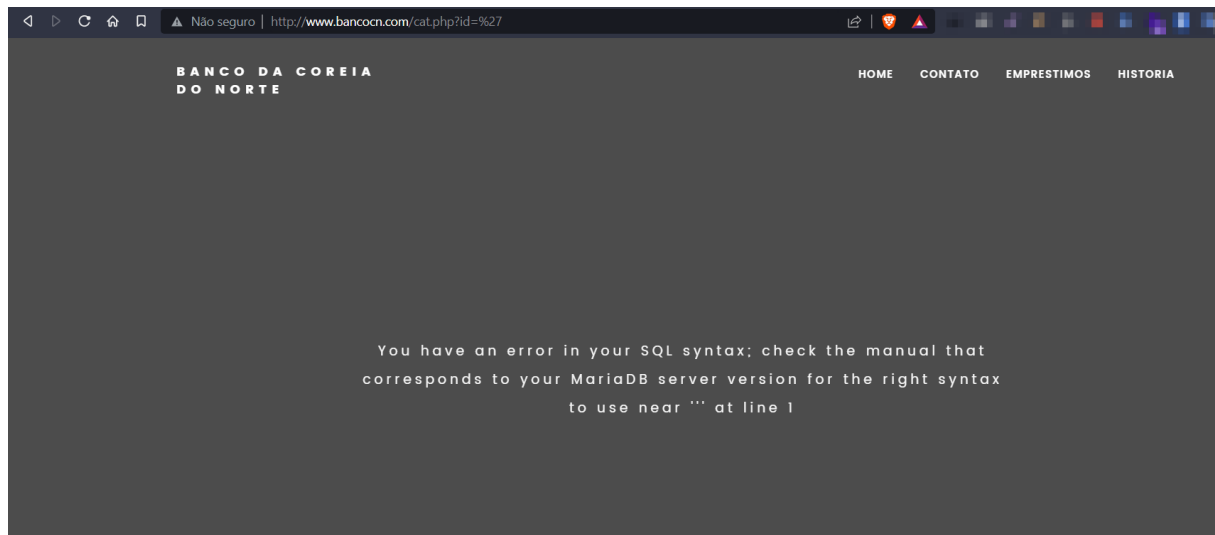 Não seguro | http://www.bancocn.com/cat.php?id=%27
BANCO DA COREIA
DO NORTE
HOME CONTATO EMPRESTIMOS HISTORIA
You have an error in your SQL syntax; check the manual that
corresponds to your MariaDB server version for the right syntax
to use near ''' at line 1